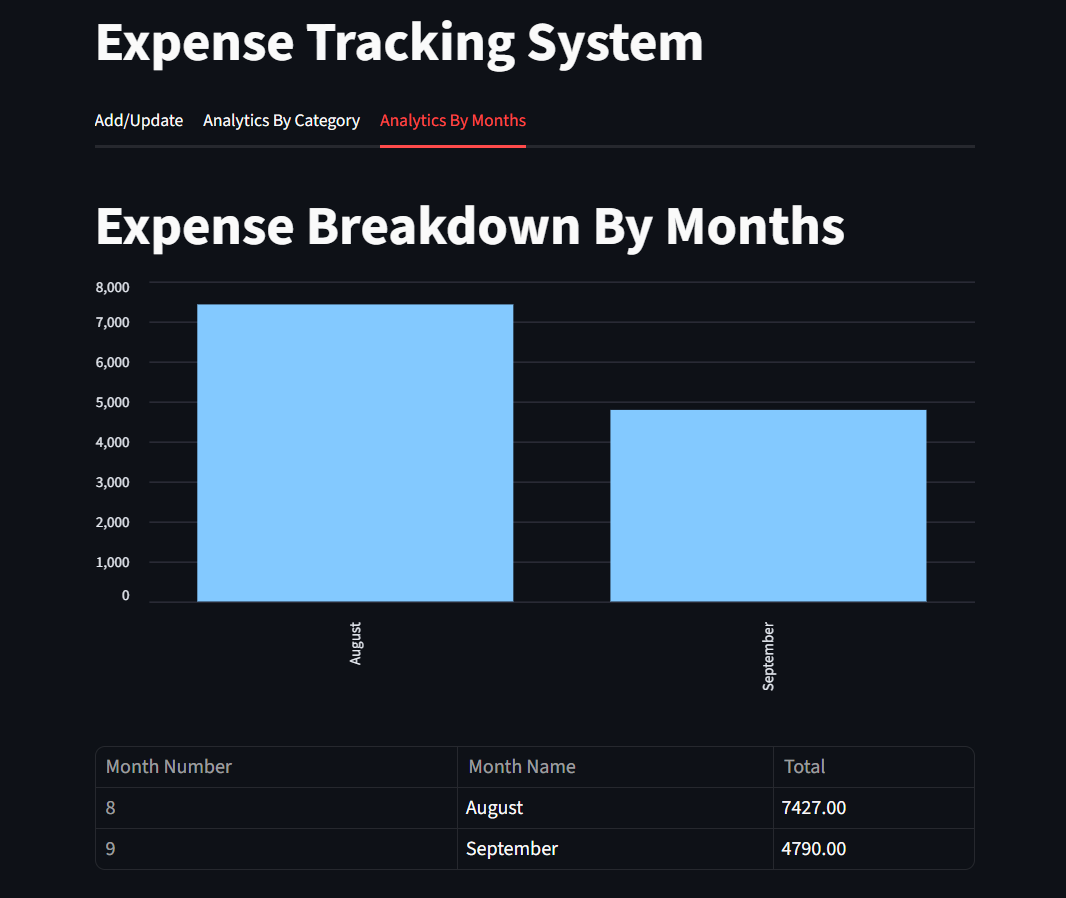 Expense Tracking System
Add/Update Analytics By Category Analytics By Months
Expense Breakdown By Months
8,000
7,000
6,000
5,000
4,000
3,000
2,000
1,000
0
August September
Month Number Month Name Total
8 August 7427.00
9 September 4790.00